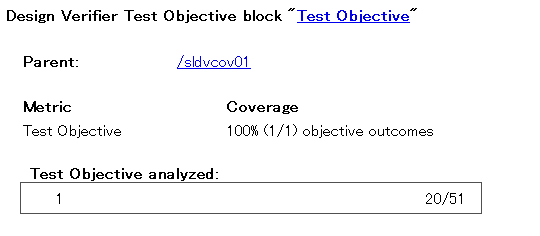 Design Verifier Test Objective block "Test Objective"
Parent: /sldvcov01
Metric Coverage
Test Objective 100% (1/1) objective outcomes
Test Objective analyzed:
1 20/51